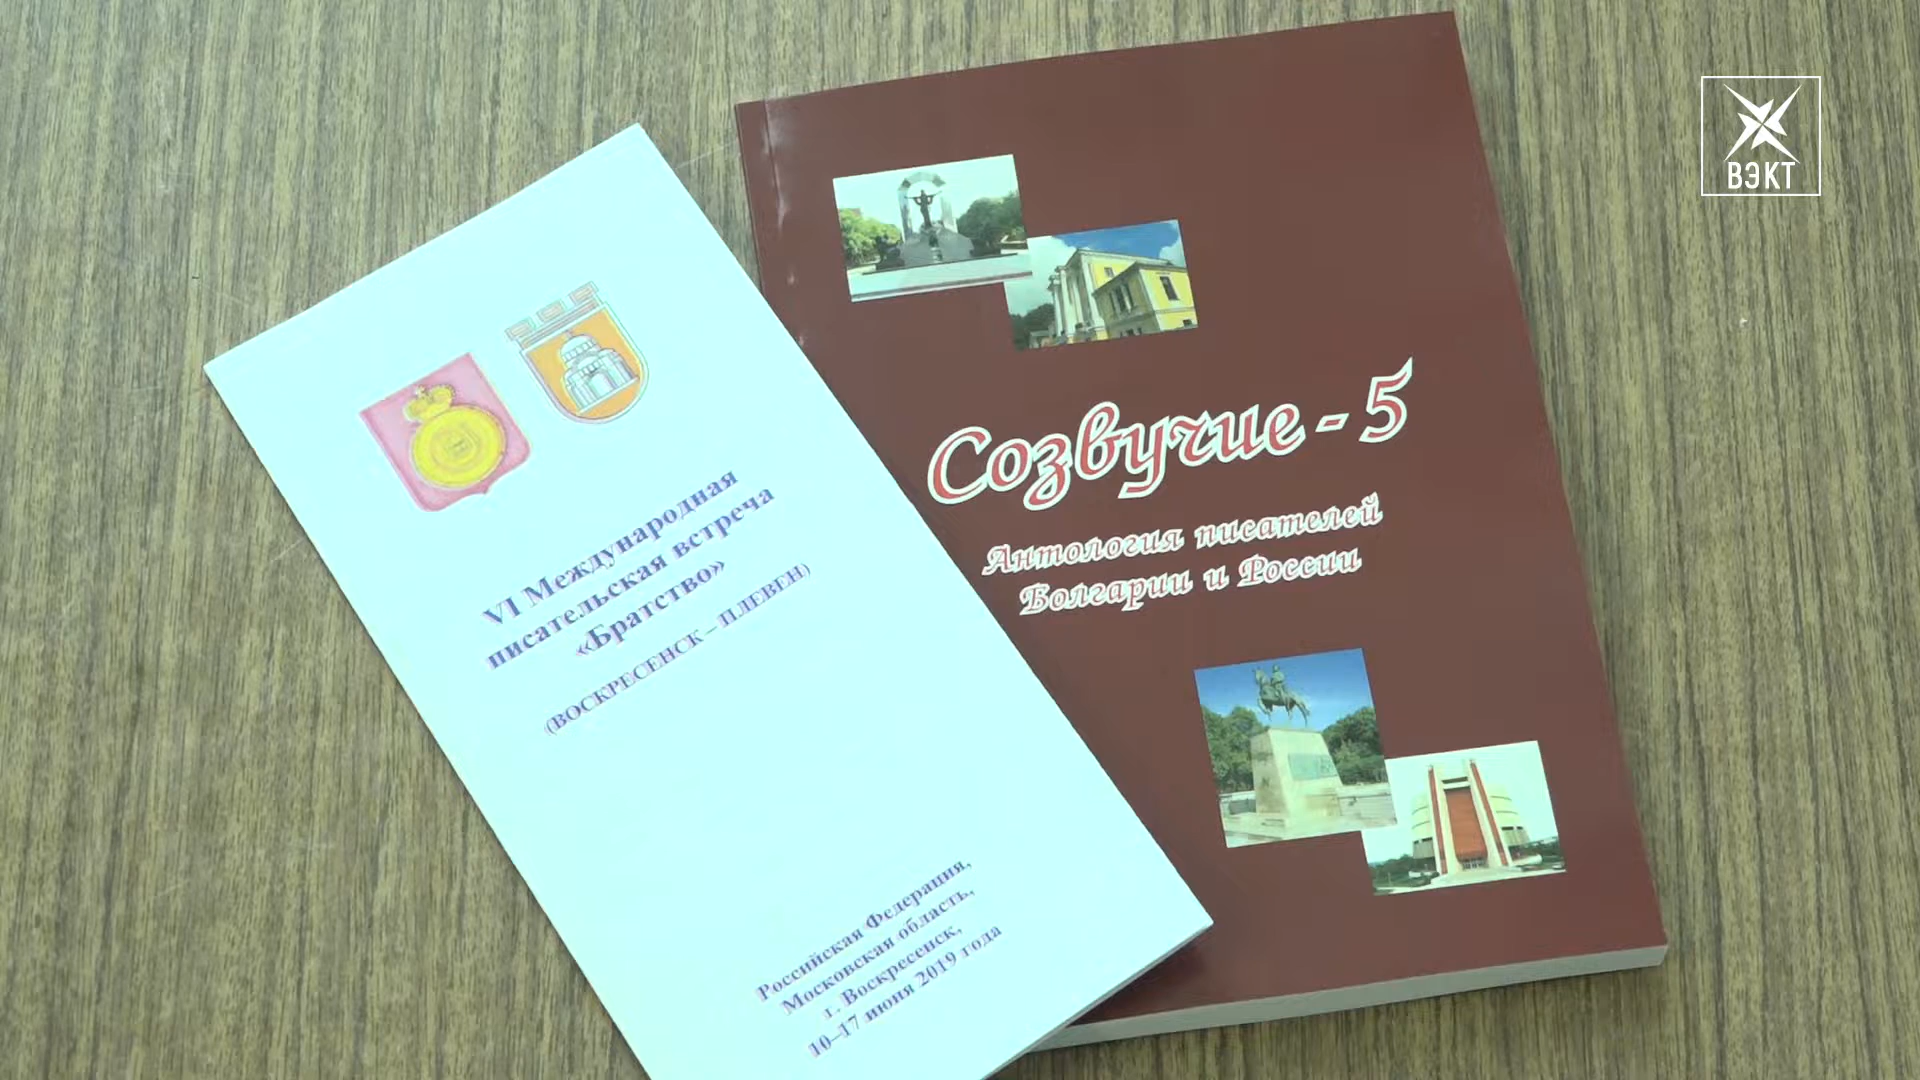 ВЭКТ
Созвучие - 5
Антология писателей
Болгарии и России
VI Международная
писательская встреча
«Братство»
(ВОСКРЕСЕНСК – ПЛЕВЕН)
Российская Федерация,
Московская область,
г. Воскресенск,
10–17 июня 2019 года